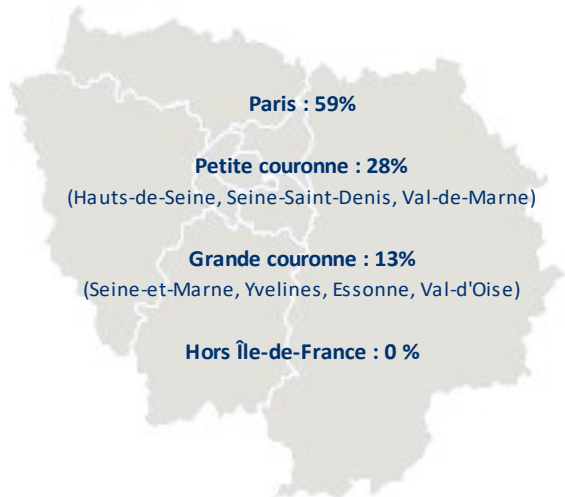 Paris : 59%
Petite couronne : 28%
(Hauts-de-Seine, Seine-Saint-Denis, Val-de-Marne)
Grande couronne : 13%
(Seine-et-Marne, Yvelines, Essonne, Val-d'Oise)
Hors Île-de-France : 0 %